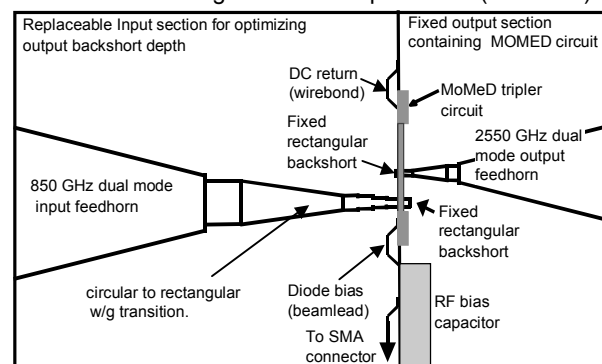 Replaceable Input section for optimizing
output backshort depth
Fixed output section
containing MOMED circuit
DC return
(wirebond)
MoMeD tripler
circuit
Fixed
rectangular
backshort
2550 GHz dual
mode output
feedhorn
850 GHz dual mode
input feedhorn
Fixed
rectangular
backshort
circular to rectangular
w/g transition.
Diode bias
(beamlead)
RF bias
capacitor
To SMA
connector